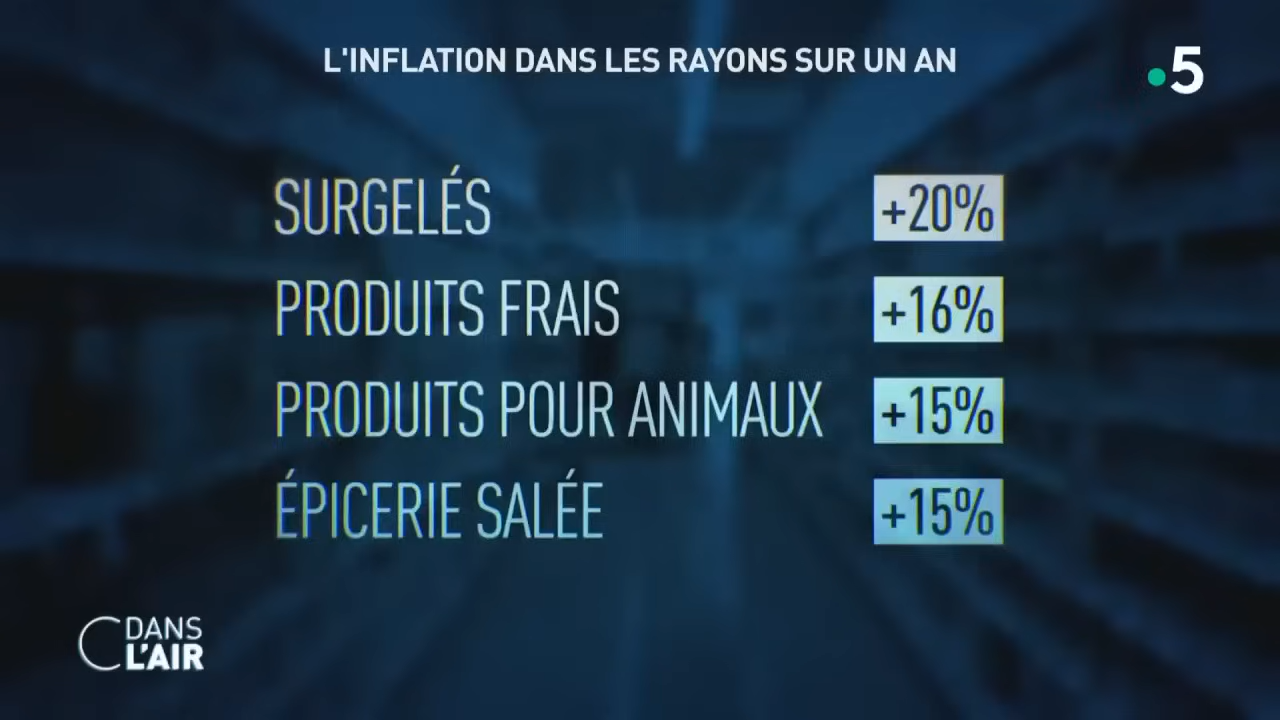 L'INFLATION DANS LES RAYONS SUR UN AN
5
SURGELÉS +20%
PRODUITS FRAIS +16%
PRODUITS POUR ANIMAUX +15%
ÉPICERIE SALÉE +15%
C DANS
L'AIR